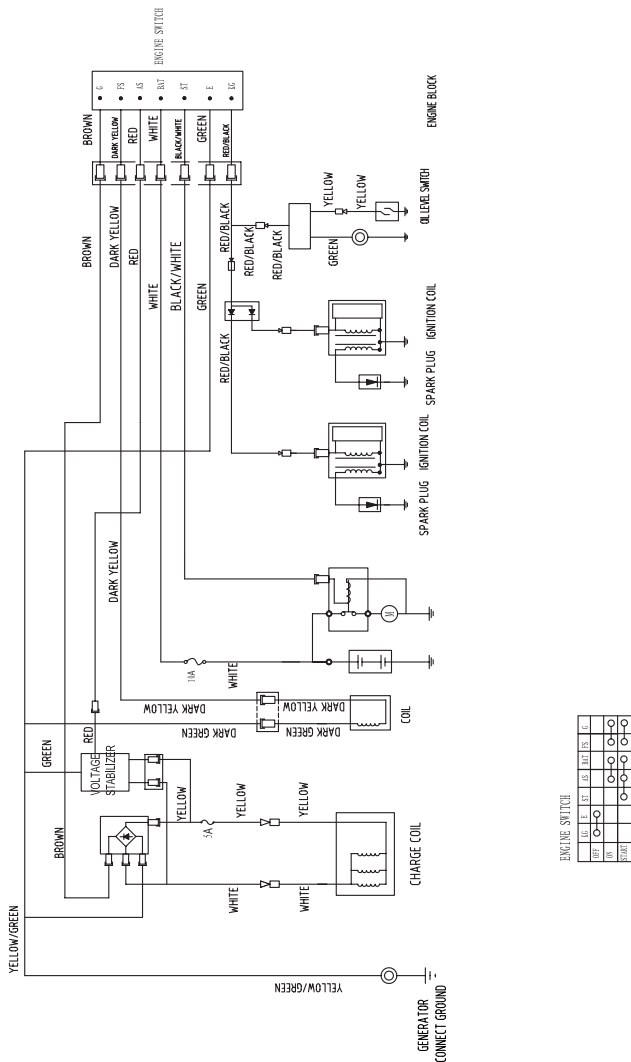 ENGINE SWITCH
G
FS
AS
BAT
ST
E
IG
BROWN
DARK YELLOW
RED
WHITE
BLACK/WHITE
GREEN
RED/BLACK
ENGINE BLOCK
BROWN
DARK YELLOW
RED
WHITE
BLACK/WHITE
GREEN
RED/BLACK
RED/BLACK
RED/BLACK
YELLOW
YELLOW
GREEN
OIL LEVEL SWITCH
RED/BLACK
SPARK PLUG
IGNITION COIL
SPARK PLUG
IGNITION COIL
DARK YELLOW
M
10A
WHITE
DARK YELLOW
DARK YELLOW
DARK GREEN
DARK GREEN
COIL
GREEN
RED
VOLTAGE
STABILIZER
BROWN
YELLOW
5A
YELLOW
YELLOW
WHITE
WHITE
CHARGE COIL
YELLOW/GREEN
YELLOW/GREEN
GENERATOR
CONNECT GROUND
ENGINE SWITCH
IG E ST AS BAT FS G
OFF
ON
START